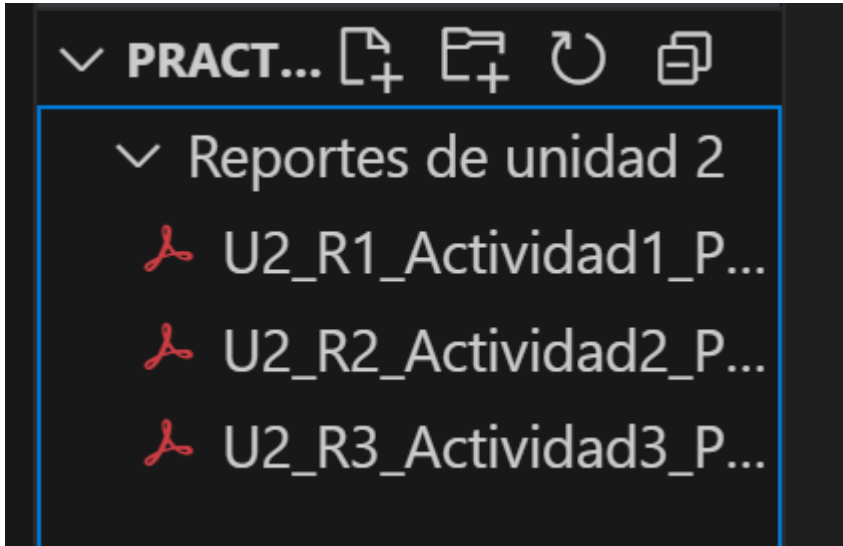 PRACT...
Reportes de unidad 2
U2_R1_Actividad1_P...
U2_R2_Actividad2_P...
U2_R3_Actividad3_P...